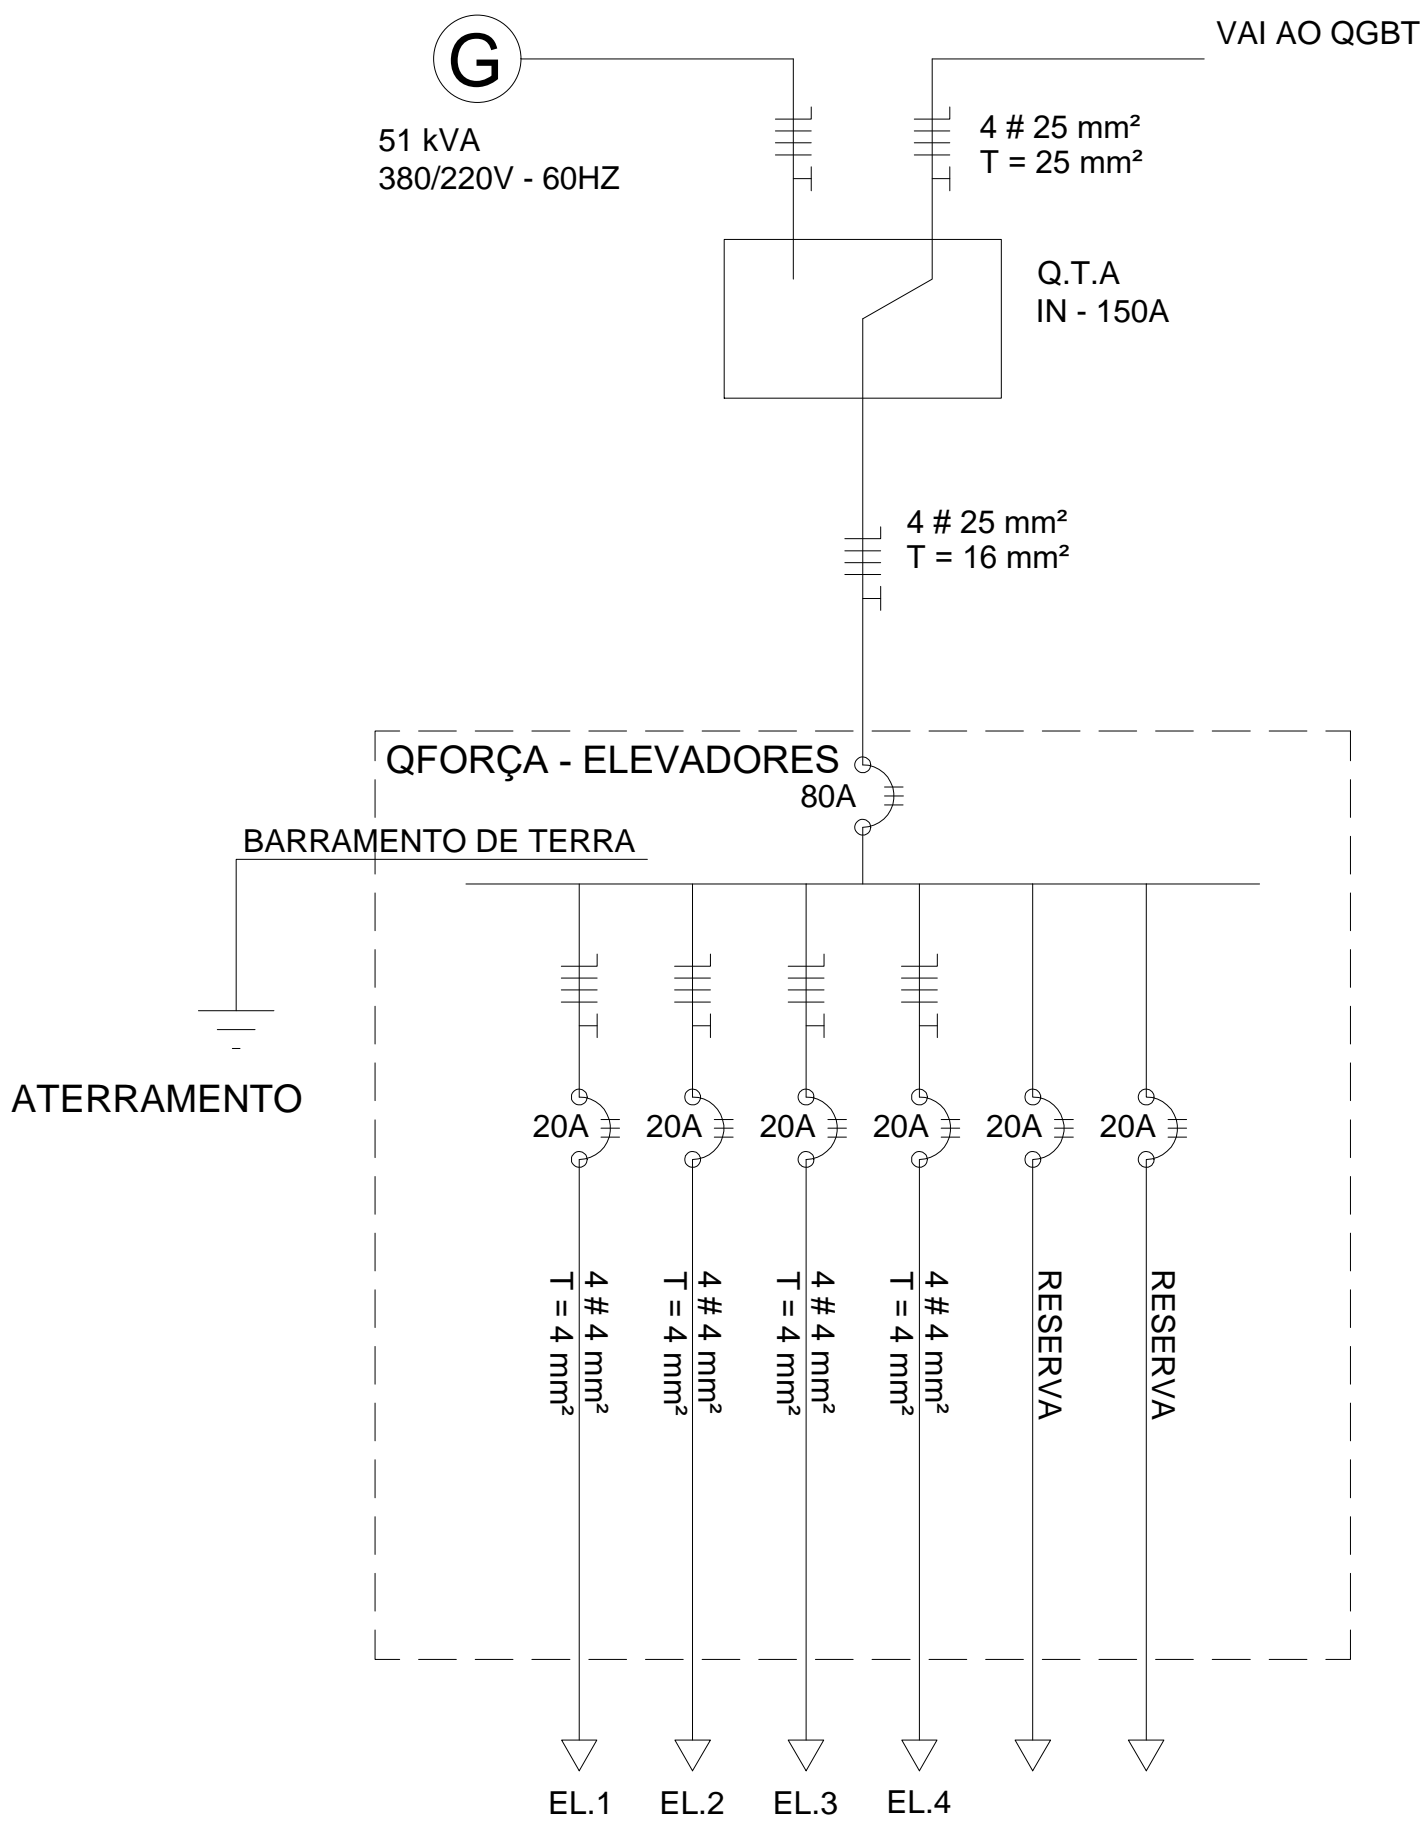 VAI AO QGBT
G
51 kVA
380/220V - 60HZ
4 # 25 mm²
T = 25 mm²
Q.T.A
IN - 150A
4 # 25 mm²
T = 16 mm²
QFORÇA - ELEVADORES
80A
BARRAMENTO DE TERRA
ATERRAMENTO
20A
20A
20A
20A
20A
20A
4 # 4 mm²
T = 4 mm²
4 # 4 mm²
T = 4 mm²
4 # 4 mm²
T = 4 mm²
4 # 4 mm²
T = 4 mm²
RESERVA
RESERVA
EL.1
EL.2
EL.3
EL.4